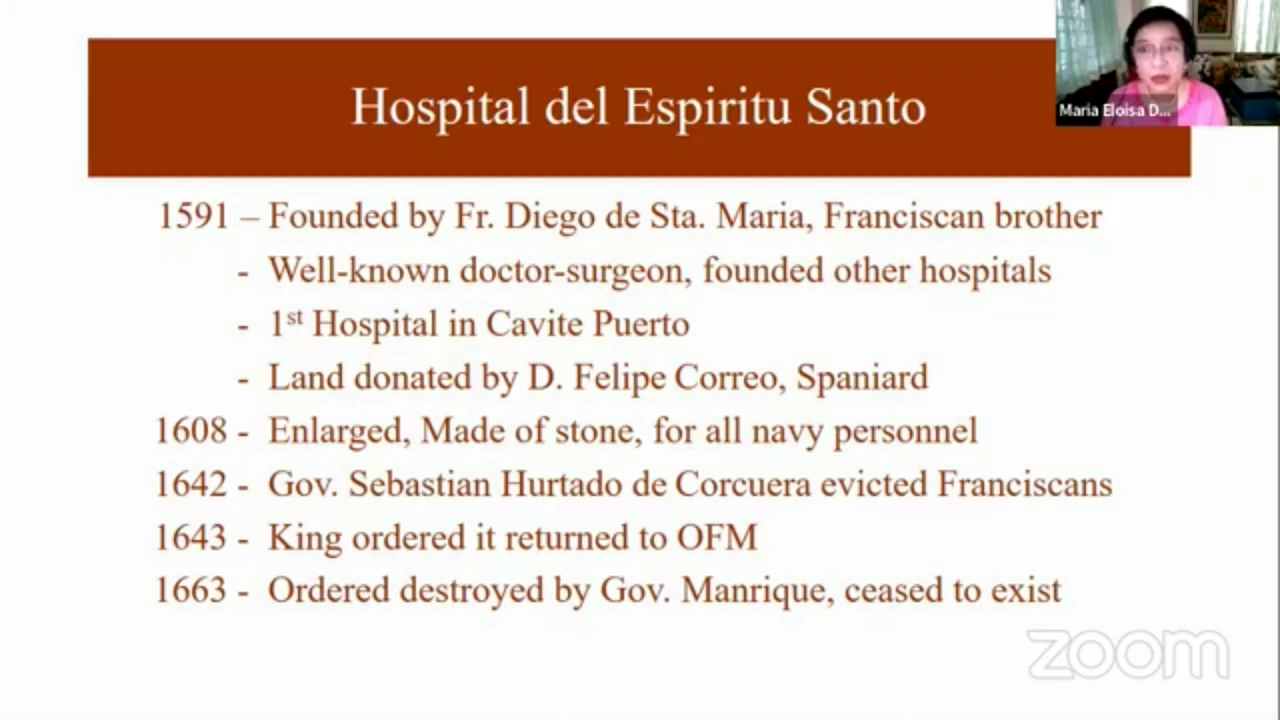 Hospital del Espiritu Santo
Maria Eloisa D...
1591 – Founded by Fr. Diego de Sta. Maria, Franciscan brother
- Well-known doctor-surgeon, founded other hospitals
- 1st Hospital in Cavite Puerto
- Land donated by D. Felipe Correo, Spaniard
1608 - Enlarged, Made of stone, for all navy personnel
1642 - Gov. Sebastian Hurtado de Corcuera evicted Franciscans
1643 - King ordered it returned to OFM
1663 - Ordered destroyed by Gov. Manrique, ceased to exist
zoom